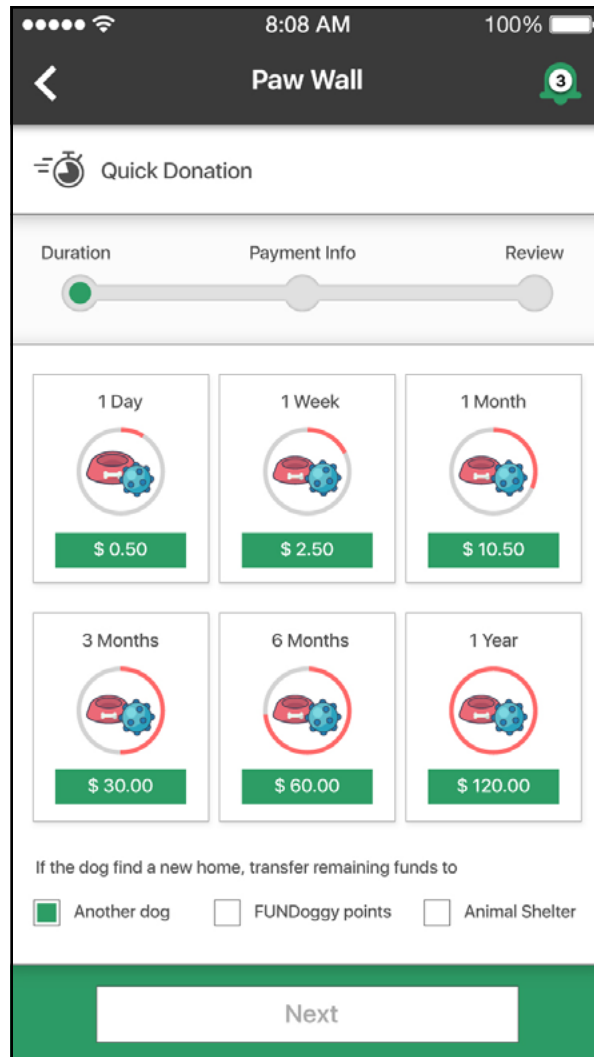 8:08 AM 100%
Paw Wall
3
Quick Donation
Duration Payment Info Review
1 Day 1 Week 1 Month
$ 0.50 $ 2.50 $ 10.50
3 Months 6 Months 1 Year
$ 30.00 $ 60.00 $ 120.00
If the dog find a new home, transfer remaining funds to
Another dog FUNDoggy points Animal Shelter
Next